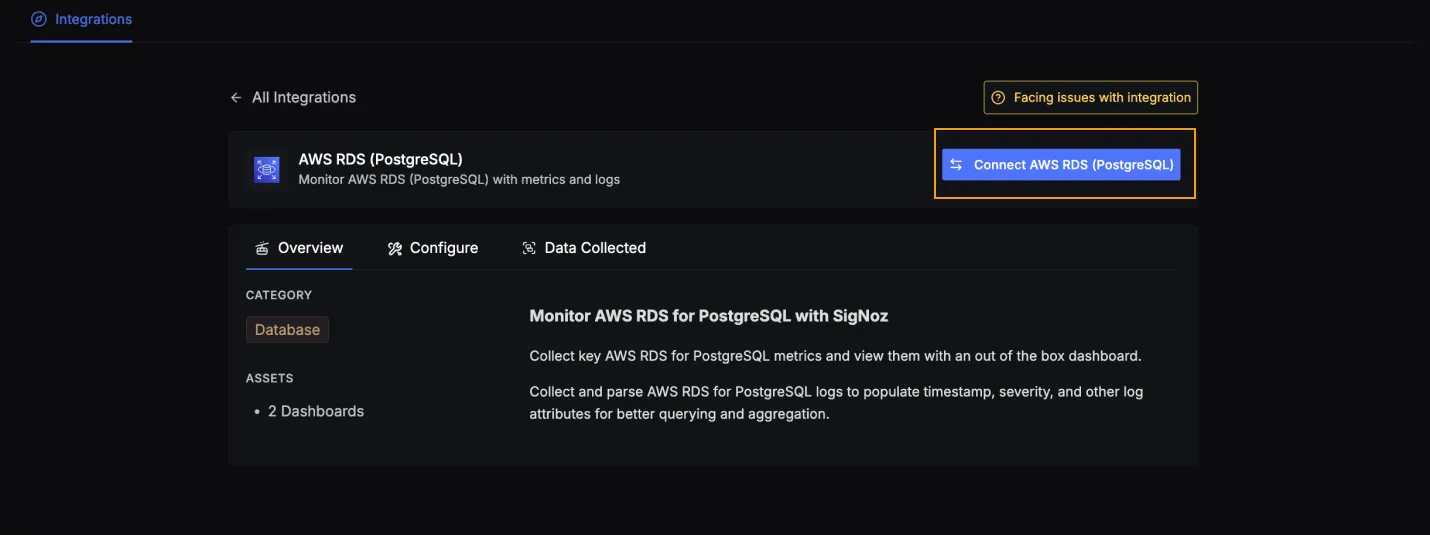 Integrations
All Integrations
Facing issues with integration
AWS RDS (PostgreSQL)
Monitor AWS RDS (PostgreSQL) with metrics and logs
Connect AWS RDS (PostgreSQL)
Overview
Configure
Data Collected
CATEGORY
Database
ASSETS
• 2 Dashboards
Monitor AWS RDS for PostgreSQL with SigNoz
Collect key AWS RDS for PostgreSQL metrics and view them with an out of the box dashboard.
Collect and parse AWS RDS for PostgreSQL logs to populate timestamp, severity, and other log
attributes for better querying and aggregation.